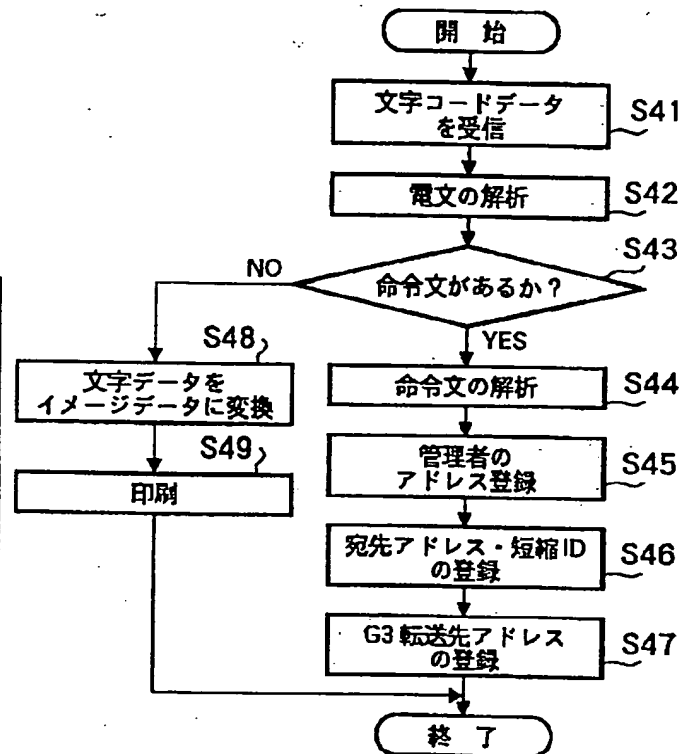 開 始
文字コードデータ
を受信
S41
電文の解析
S42
命令文があるか?
S43
NO
YES
S48
文字データを
イメージデータに変換
命令文の解析
S44
S49
印刷
管理者の
アドレス登録
S45
宛先アドレス・短縮ID
の登録
S46
G3転送先アドレス
の登録
S47
終 了